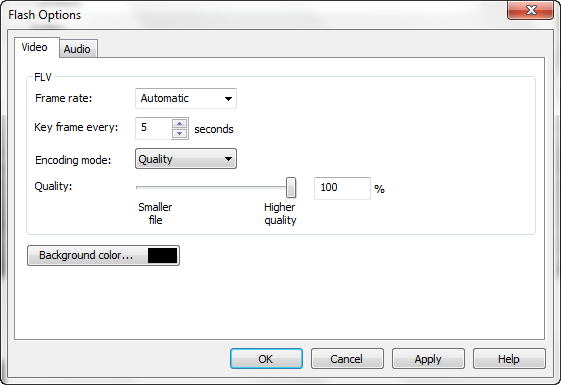 Flash Options
Video Audio
FLV
Frame rate: Automatic
Key frame every: 5 seconds
Encoding mode: Quality
Quality: 100 %
Smaller file Higher quality
Background color...
OK Cancel Apply Help